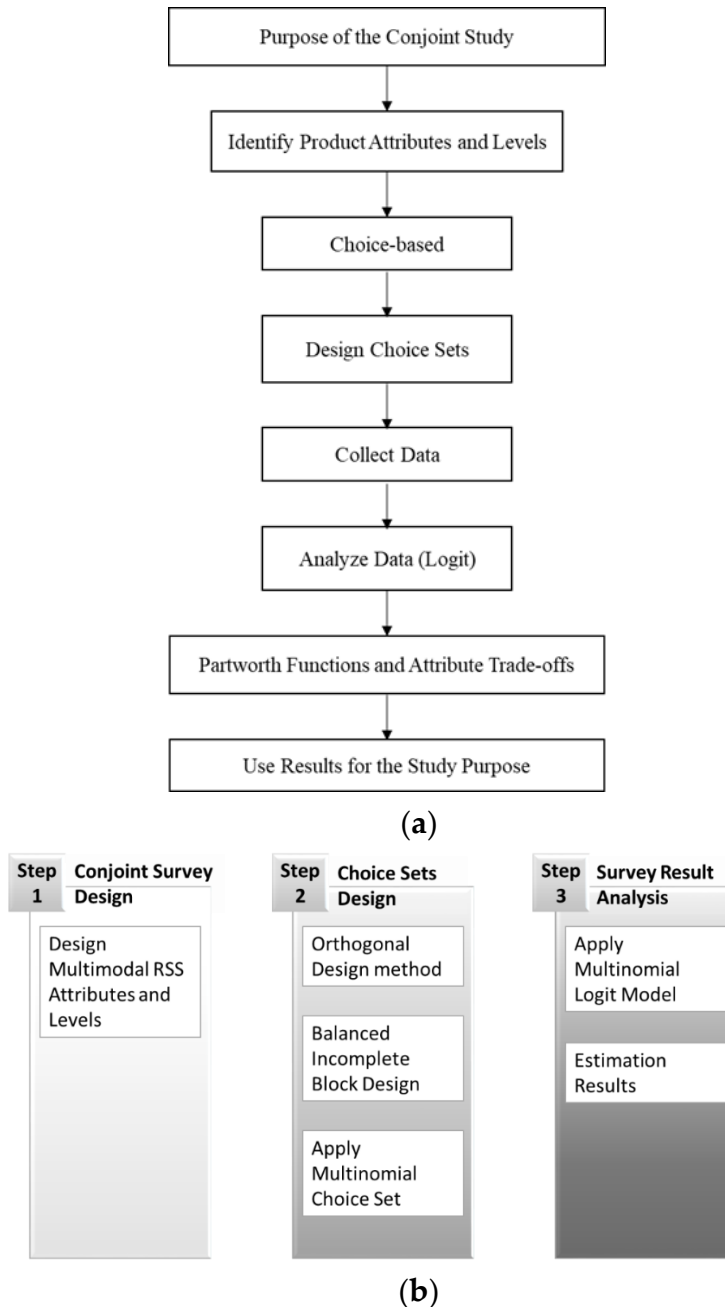 Purpose of the Conjoint Study
Identify Product Attributes and Levels
Choice-based
Design Choice Sets
Collect Data
Analyze Data (Logit)
Partworth Functions and Attribute Trade-offs
Use Results for the Study Purpose
(a)
Step
1
Conjoint Survey
Design
Design
Multimodal RSS
Attributes and
Levels
Step
2
Choice Sets
Design
Orthogonal
Design method
Balanced
Incomplete
Block Design
Apply
Multinomial
Choice Set
Step
3
Survey Result
Analysis
Apply
Multinomial
Logit Model
Estimation
Results
(b)